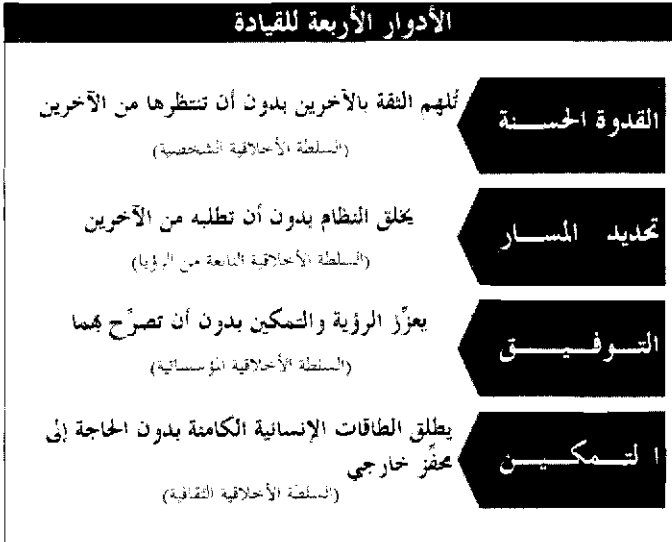 الأدوار الأربعة للقيادة
القدوة الحسنة
تُلهم الثقة بالآخرين بدون أن تنتظرها من الآخرين
(السلطة الأخلاقية الشخصية)
تحديد المسار
يخلق النظام بدون أن تطلبه من الآخرين
(السلطة الأخلاقية النابعة من الرؤيا)
التوفيق
يعزِّز الرؤية والتمكين بدون أن تصرِّح بهما
(السلطة الأخلاقية المؤسساتية)
التمكين
يطلق الطاقات الإنسانية الكامنة بدون الحاجة إلى
محفِّز خارجي
(السلطة الأخلاقية الثقافية)